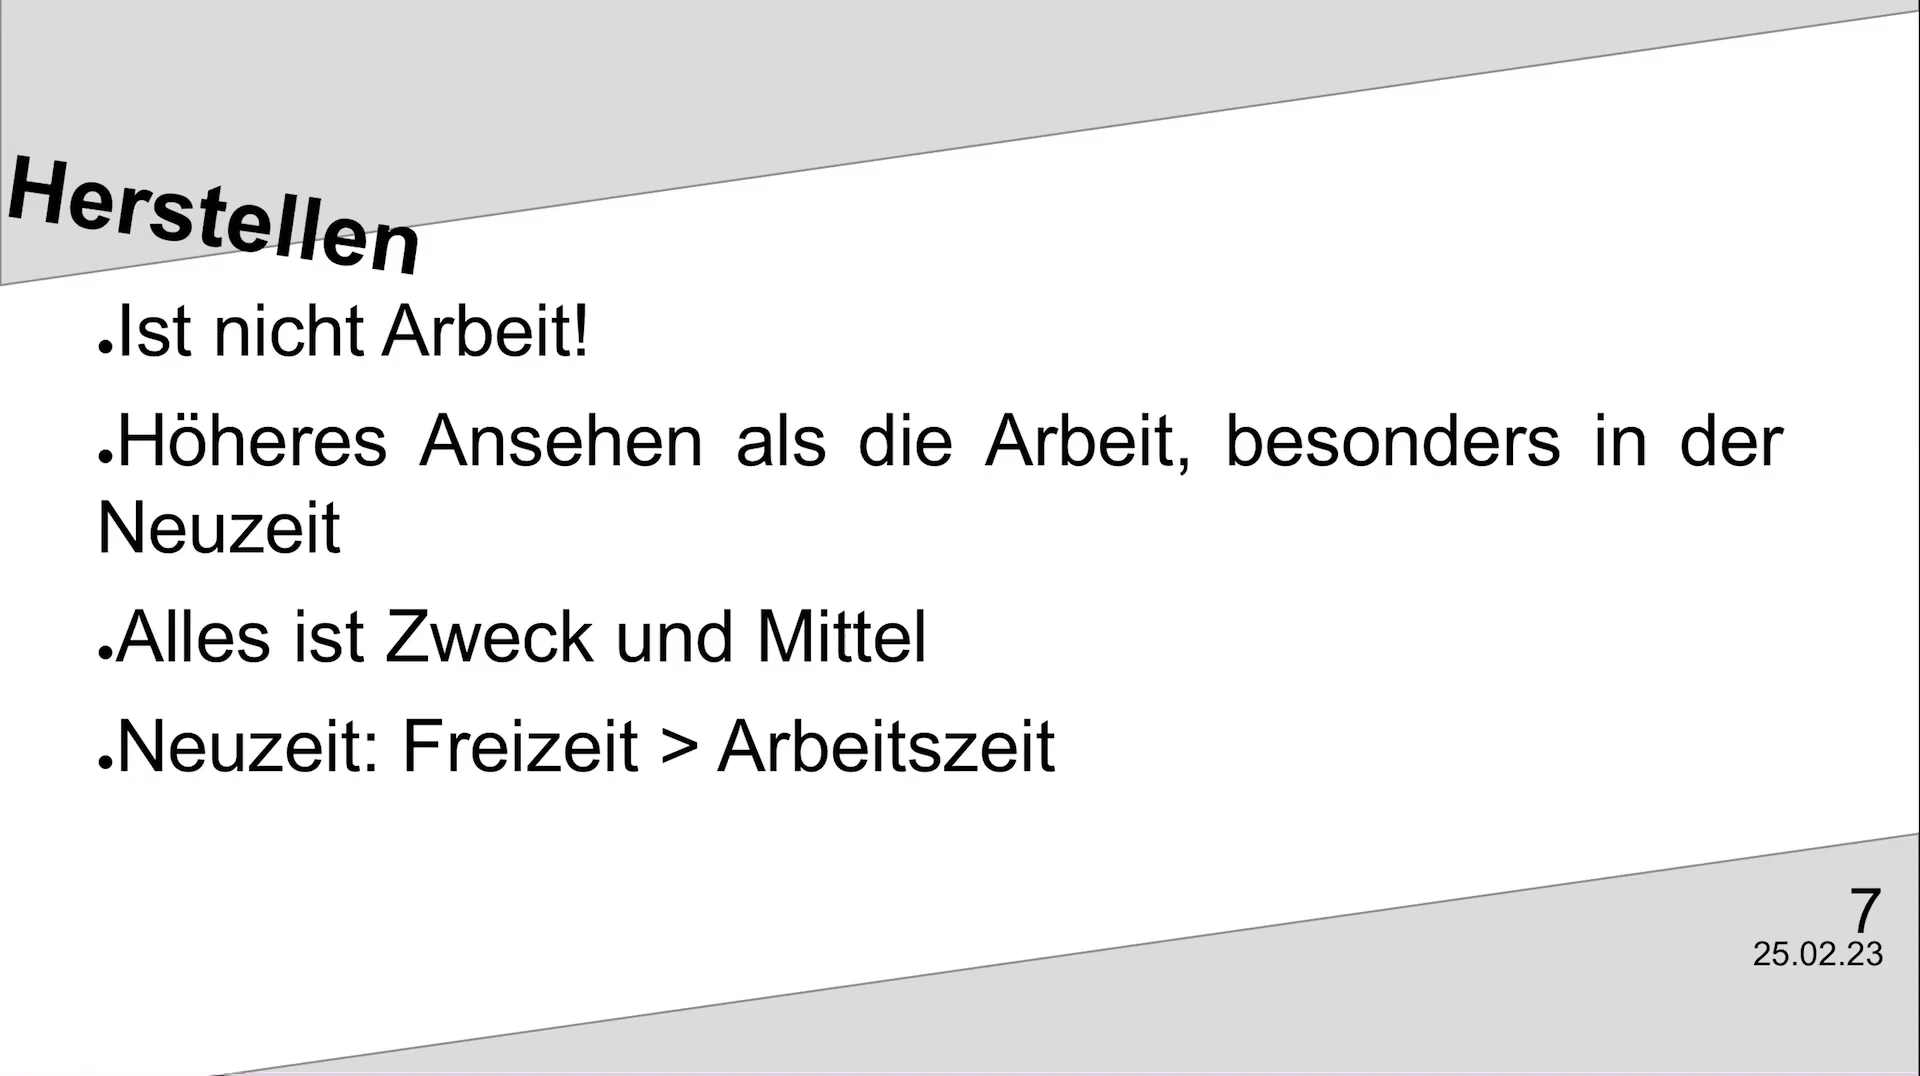 Herstellen
●Ist nicht Arbeit!
●Höheres Ansehen als die Arbeit, besonders in der
Neuzeit
●Alles ist Zweck und Mittel
●Neuzeit: Freizeit > Arbeitszeit
7
25.02.23